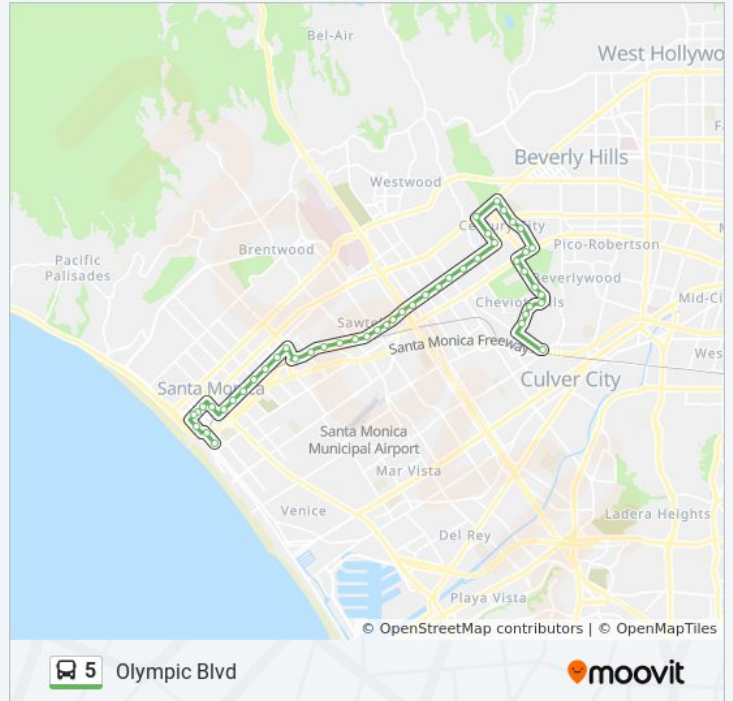 Bel-Air
West Hollywo
Beverly Hills
Westwood
Century City
Pico-Robertson
Brentwood
Pacific
Palisades
Beverlywood
Cheviot Hills
Mid-Ci
Sawtel
Santa Monica Freeway
Wes
Culver City
Santa Monica
Santa Monica
Municipal Airport
Mar Vista
Venice
Ladera Heights
Del Rey
Playa Vista
© OpenStreetMap contributors | © OpenMapTiles
5 Olympic Blvd
moovit